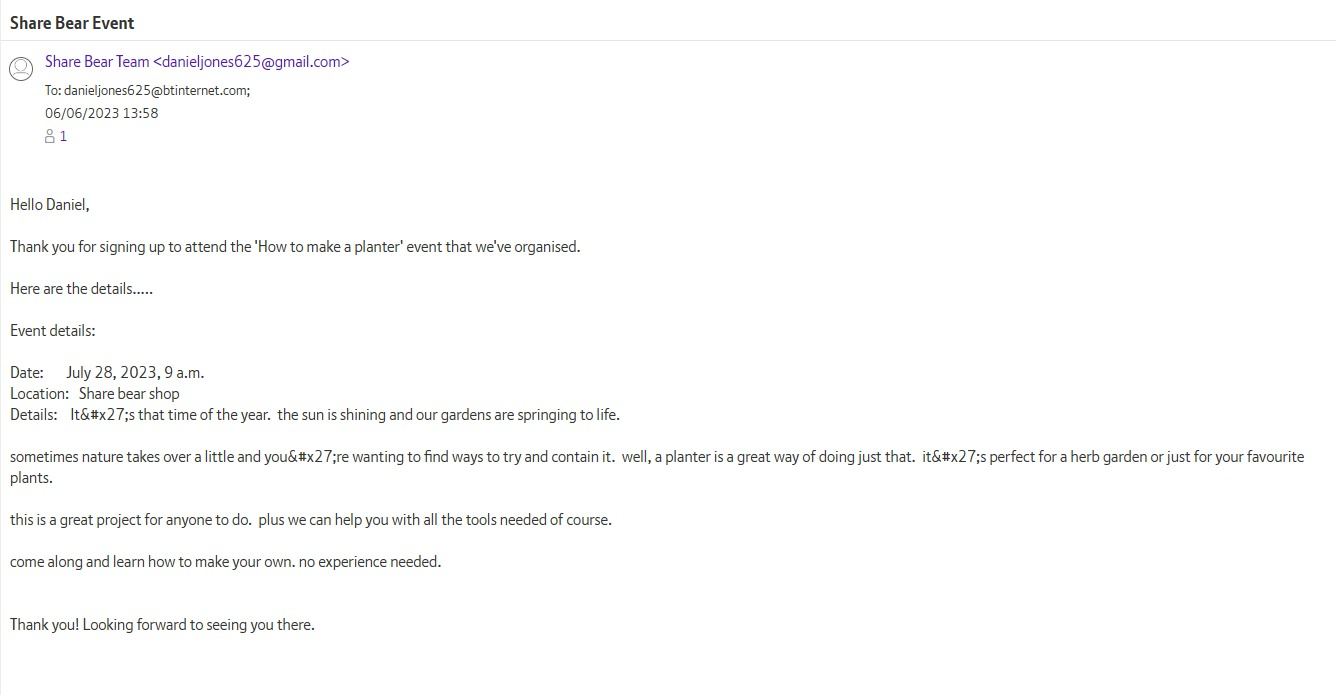 Share Bear Event
Share Bear Team <danieljones625@gmail.com>
To: danieljones625@btinternet.com;
06/06/2023 13:58
1
Hello Daniel,
Thank you for signing up to attend the 'How to make a planter' event that we've organised.
Here are the details.....
Event details:
Date: July 28, 2023, 9 a.m.
Location: Share bear shop
Details: It&#x27;s that time of the year. the sun is shining and our gardens are springing to life.
sometimes nature takes over a little and you&#x27;re wanting to find ways to try and contain it. well, a planter is a great way of doing just that. it&#x27;s perfect for a herb garden or just for your favourite
plants.
this is a great project for anyone to do. plus we can help you with all the tools needed of course.
come along and learn how to make your own. no experience needed.
Thank you! Looking forward to seeing you there.